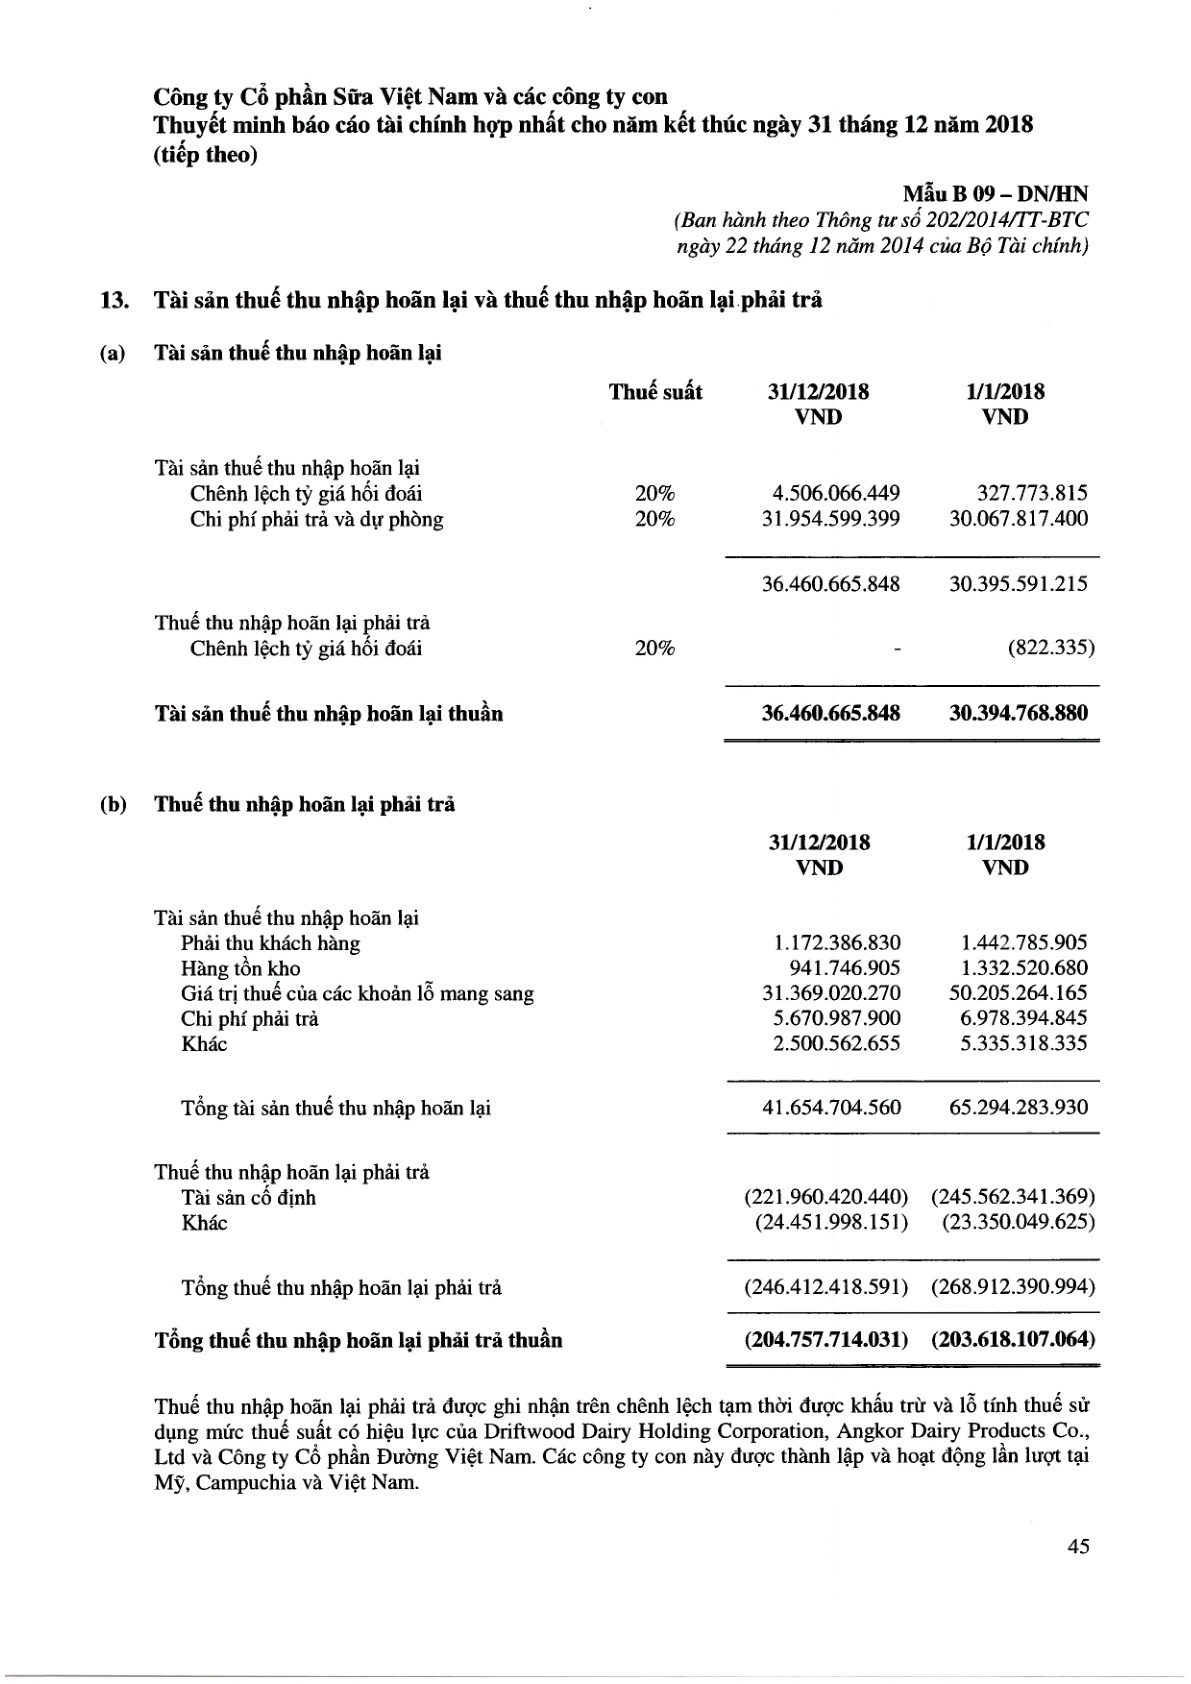 Công ty Cổ phần Sữa Việt Nam và các công ty con
Thuyết minh báo cáo tài chính hợp nhất cho năm kết thúc ngày 31 tháng 12 năm 2018
(tiếp theo)
Mẫu B 09 – DN/HN
(Ban hành theo Thông tư số 202/2014/TT-BTC
ngày 22 tháng 12 năm 2014 của Bộ Tài chính)
13. Tài sản thuế thu nhập hoãn lại và thuế thu nhập hoãn lại phải trả
(a) Tài sản thuế thu nhập hoãn lại
Thuế suất 31/12/2018 1/1/2018
VND VND
Tài sản thuế thu nhập hoãn lại
Chênh lệch tỷ giá hối đoái 20% 4.506.066.449 327.773.815
Chi phí phải trả và dự phòng 20% 31.954.599.399 30.067.817.400
36.460.665.848 30.395.591.215
Thuế thu nhập hoãn lại phải trả
Chênh lệch tỷ giá hối đoái 20% - (822.335)
Tài sản thuế thu nhập hoãn lại thuần 36.460.665.848 30.394.768.880
(b) Thuế thu nhập hoãn lại phải trả
31/12/2018 1/1/2018
VND VND
Tài sản thuế thu nhập hoãn lại
Phải thu khách hàng 1.172.386.830 1.442.785.905
Hàng tồn kho 941.746.905 1.332.520.680
Giá trị thuế của các khoản lỗ mang sang 31.369.020.270 50.205.264.165
Chi phí phải trả 5.670.987.900 6.978.394.845
Khác 2.500.562.655 5.335.318.335
Tổng tài sản thuế thu nhập hoãn lại 41.654.704.560 65.294.283.930
Thuế thu nhập hoãn lại phải trả
Tài sản cố định (221.960.420.440) (245.562.341.369)
Khác (24.451.998.151) (23.350.049.625)
Tổng thuế thu nhập hoãn lại phải trả (246.412.418.591) (268.912.390.994)
Tổng thuế thu nhập hoãn lại phải trả thuần (204.757.714.031) (203.618.107.064)
Thuế thu nhập hoãn lại phải trả được ghi nhận trên chênh lệch tạm thời được khấu trừ và lỗ tính thuế sử
dụng mức thuế suất có hiệu lực của Driftwood Dairy Holding Corporation, Angkor Dairy Products Co.,
Ltd và Công ty Cổ phần Đường Việt Nam. Các công ty con này được thành lập và hoạt động lần lượt tại
Mỹ, Campuchia và Việt Nam.
45